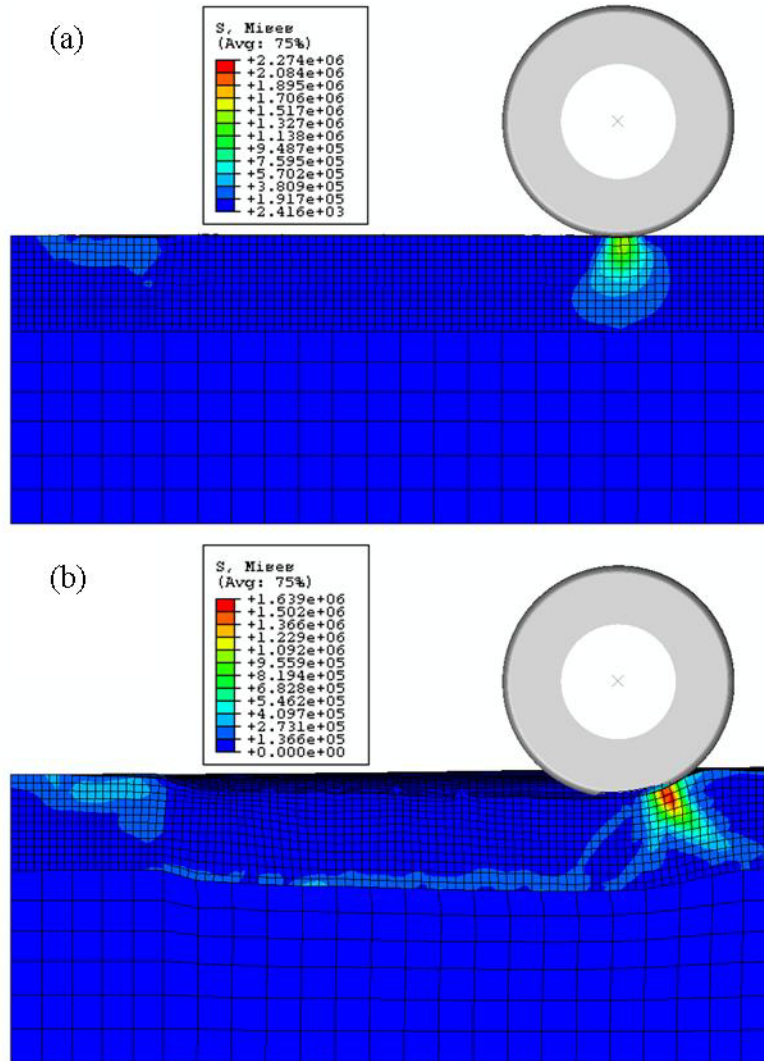 (a)
S, Mises
(Avg: 75%)
+2.274e+06
+2.084e+06
+1.895e+06
+1.706e+06
+1.517e+06
+1.327e+06
+1.138e+06
+9.487e+05
+7.595e+05
+5.702e+05
+3.809e+05
+1.917e+05
+2.416e+03
(b)
S, Mises
(Avg: 75%)
+1.639e+06
+1.502e+06
+1.366e+06
+1.229e+06
+1.092e+06
+9.559e+05
+8.194e+05
+6.828e+05
+5.462e+05
+4.097e+05
+2.731e+05
+1.366e+05
+0.000e+00